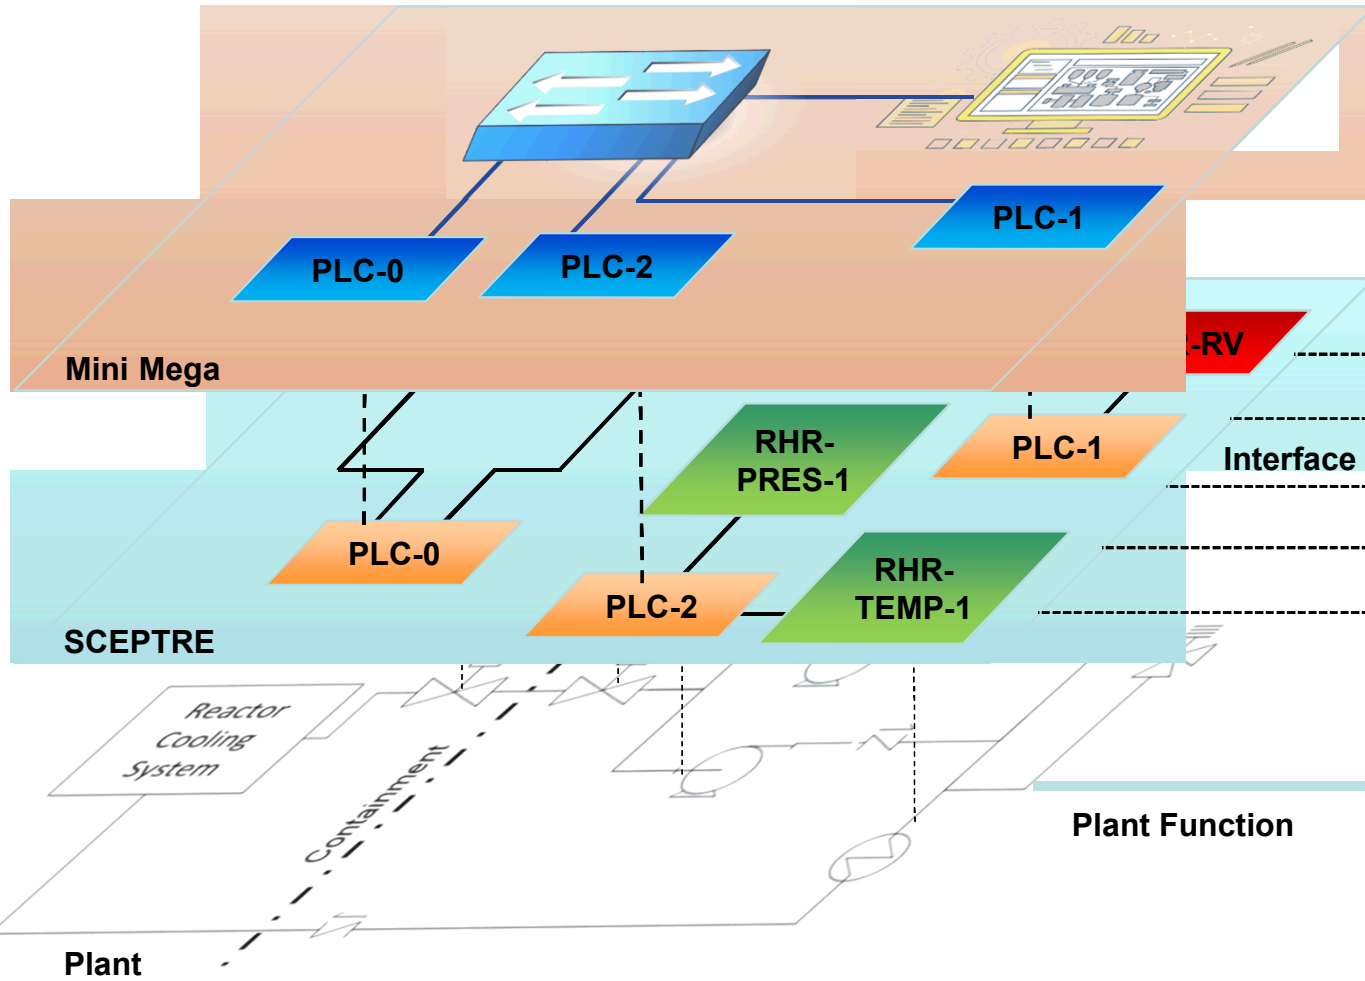 PLC-1
PLC-0
PLC-2
Mini Mega
-RV
RHR-
PRES-1
PLC-1
Interface
PLC-0
RHR-
TEMP-1
PLC-2
SCEPTRE
Reactor
Cooling
System
Containment
Plant Function
Plant